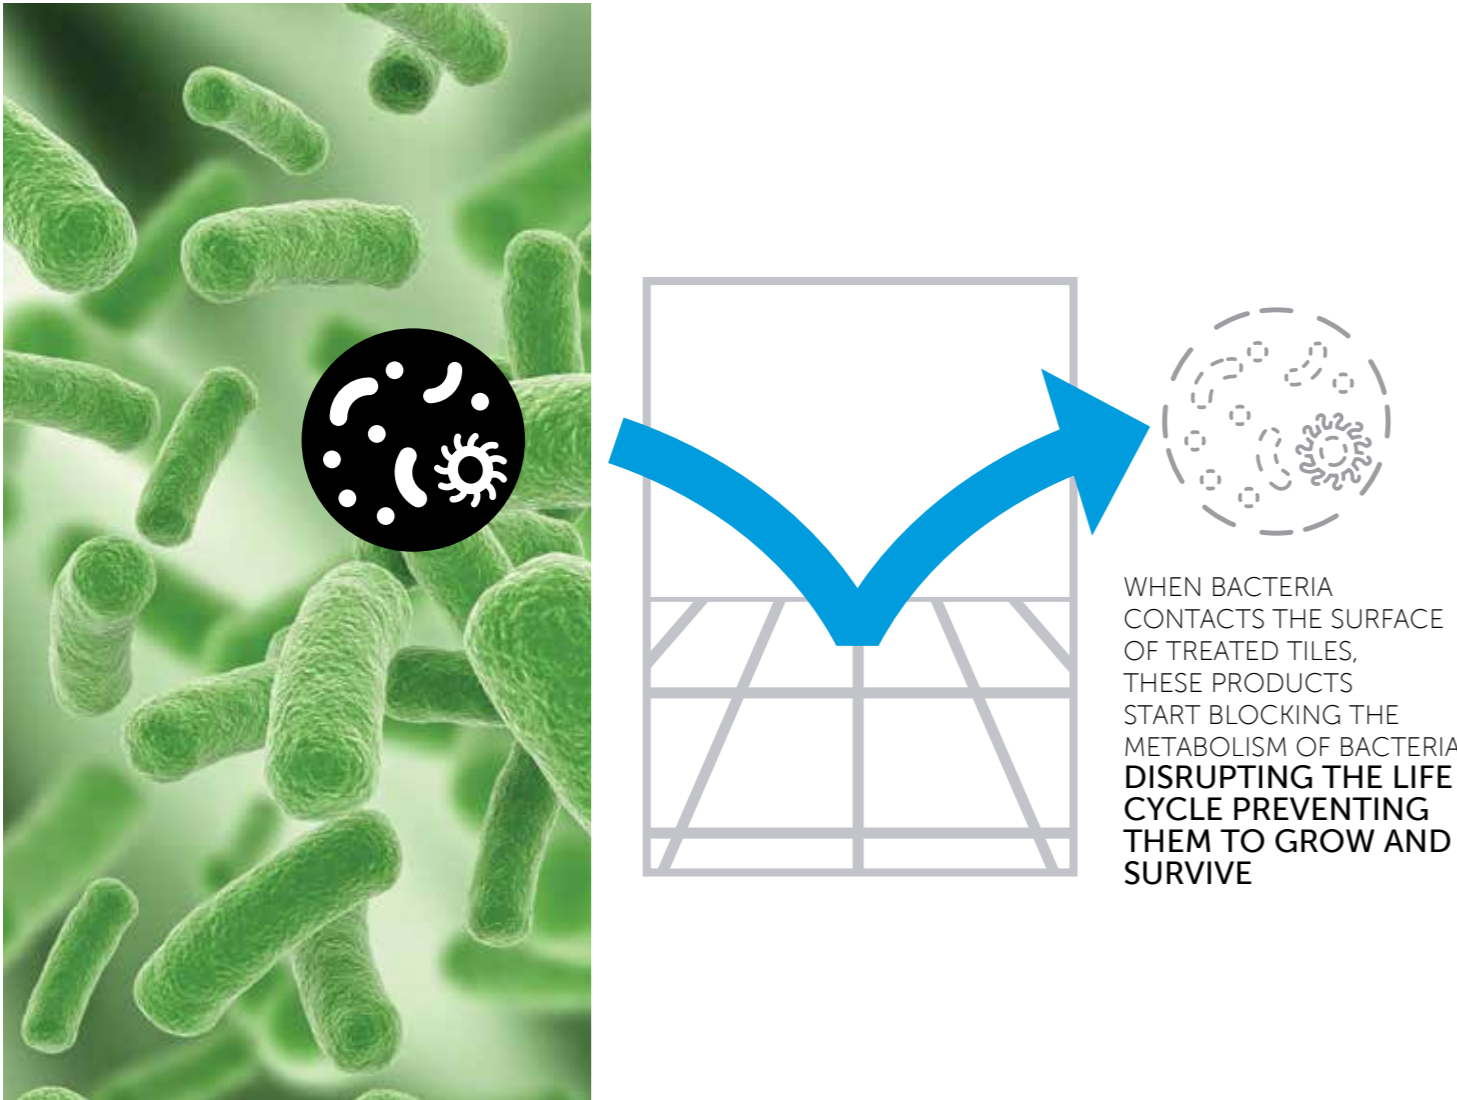 WHEN BACTERIA
CONTACTS THE SURFACE
OF TREATED TILES,
THESE PRODUCTS
START BLOCKING THE
METABOLISM OF BACTERIA
DISRUPTING THE LIFE
CYCLE PREVENTING
THEM TO GROW AND
SURVIVE